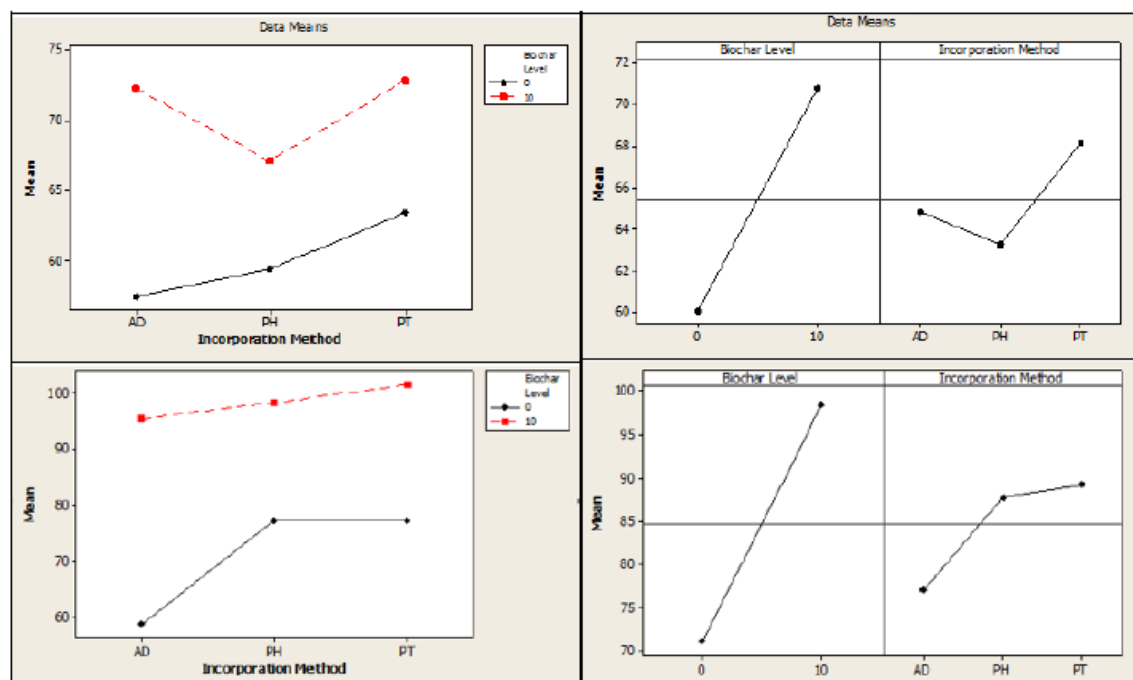 Data Means
75
70
65
60
Mean
AD PH PT
Incorporation Method
Biochar
Level
0
10
Data Means
Biochar Level Incorporation Method
72
70
68
66
64
62
60
Mean
0 10 AD PH PT
100
90
80
70
60
Mean
AD PH PT
Incorporation Method
Biochar
Level
0
10
Biochar Level Incorporation Method
100
95
90
85
80
75
70
Mean
0 10 AD PH PT